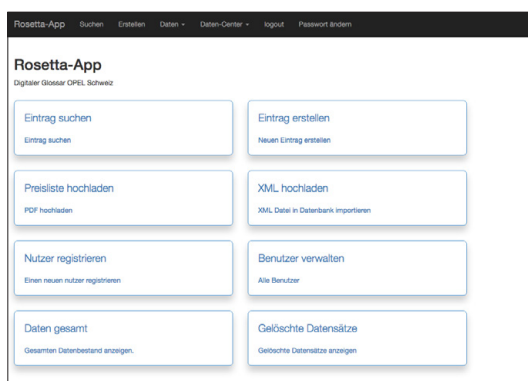 Rosetta-App Suchen Erstellen Daten Daten-Center logout Passwort ändern
Rosetta-App
Digitaler Glossar OPEL Schweiz
Eintrag suchen
Eintrag suchen
Eintrag erstellen
Neuen Eintrag erstellen
Preisliste hochladen
PDF hochladen
XML hochladen
XML Datei in Datenbank importieren
Nutzer registrieren
Einen neuen nutzer registrieren
Benutzer verwalten
Alle Benutzer
Daten gesamt
Gesamten Datenbestand anzeigen.
Gelöschte Datensätze
Gelöschte Datensätze anzeigen